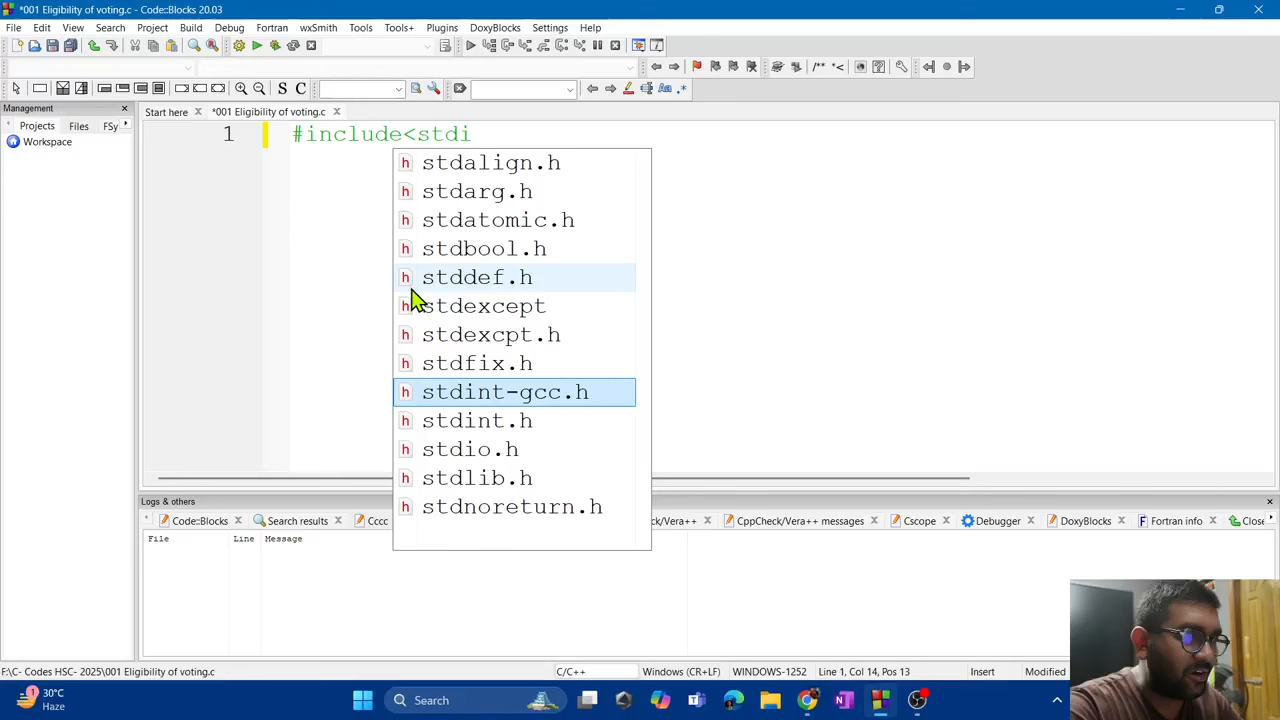 *001 Eligibility of voting.c - Code::Blocks 20.03
File Edit View Search Project Build Debug Fortran wxSmith Tools Tools+ Plugins DoxyBlocks Settings Help
/** *<
S C Aa .*
Management
Projects Files FSy
Workspace
Start here *001 Eligibility of voting.c
1 #include<stdi
stdalign.h
stdarg.h
stdatomic.h
stdbool.h
stddef.h
stdexcept
stdexcpt.h
stdfix.h
stdint-gcc.h
stdint.h
stdio.h
stdlib.h
stdnoreturn.h
Logs & others
Code::Blocks Search results Cccc ck/Vera++ CppCheck/Vera++ messages Cscope Debugger DoxyBlocks Fortran info Close
File Line Message
F:\C- Codes HSC- 2025\001 Eligibility of voting.c C/C++ Windows (CR+LF) WINDOWS-1252 Line 1, Col 14, Pos 13 Insert Modified
30°C
Haze
Search